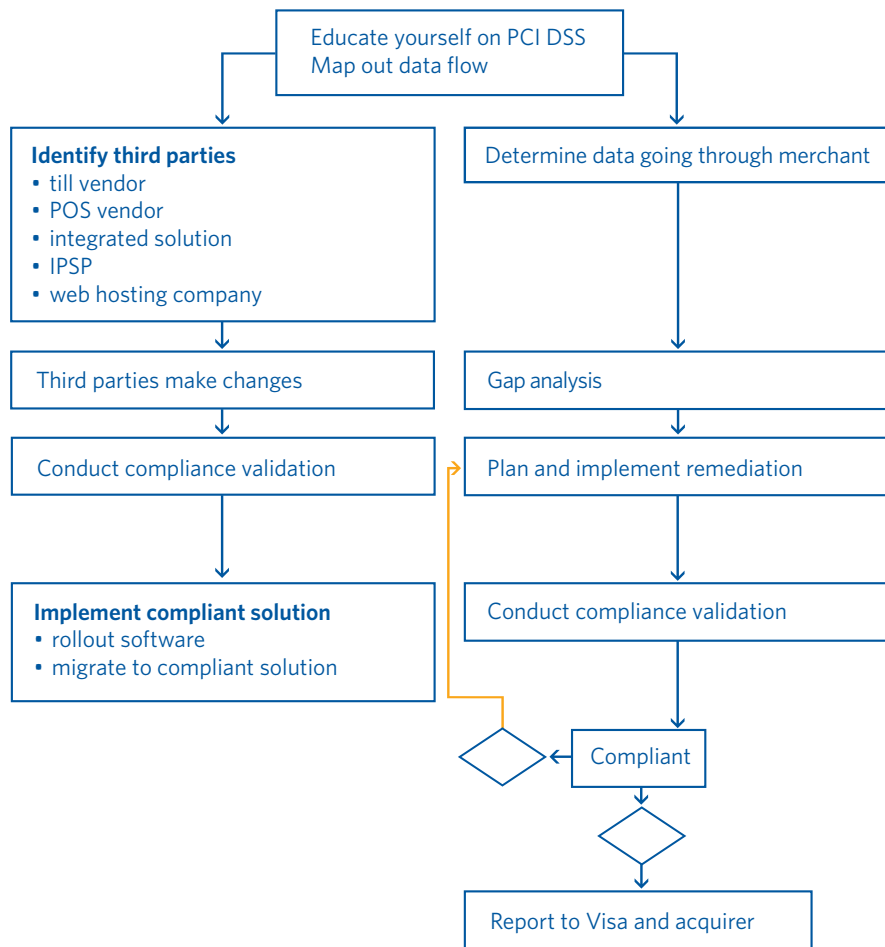 Educate yourself on PCI DSS
Map out data flow
Identify third parties
▪ till vendor
▪ POS vendor
▪ integrated solution
▪ IPSP
▪ web hosting company
Determine data going through merchant
Third parties make changes
Gap analysis
Conduct compliance validation
Plan and implement remediation
Implement compliant solution
▪ rollout software
▪ migrate to compliant solution
Conduct compliance validation
Compliant
Report to Visa and acquirer